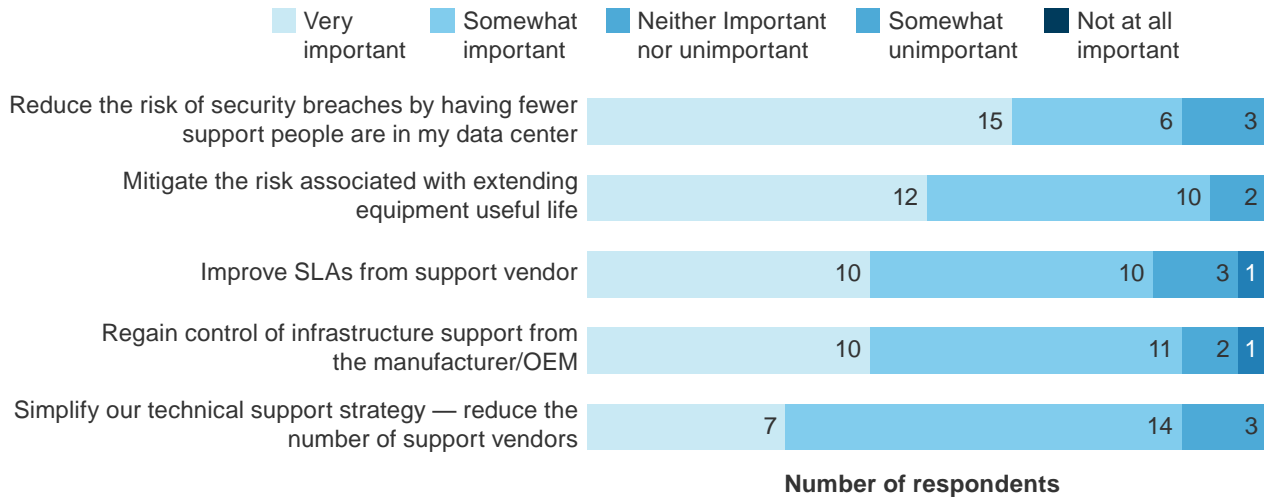 Very important
Somewhat important
Neither Important nor unimportant
Somewhat unimportant
Not at all important
Reduce the risk of security breaches by having fewer
support people are in my data center
15 6 3
Mitigate the risk associated with extending
equipment useful life
12 10 2
Improve SLAs from support vendor
10 10 3 1
Regain control of infrastructure support from
the manufacturer/OEM
10 11 2 1
Simplify our technical support strategy — reduce the
number of support vendors
7 14 3
Number of respondents